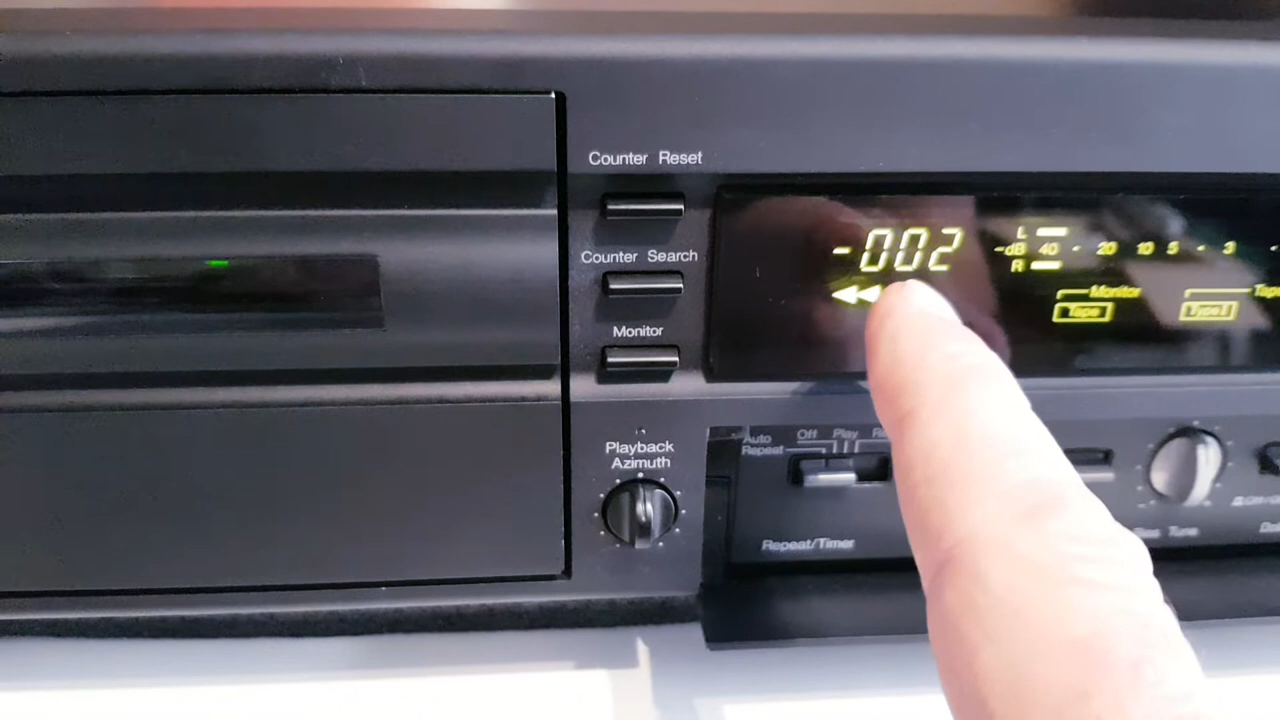 Counter Reset
Counter Search
Monitor
Playback
Azimuth
-002
L
-dB 40 · 20 10 5 · 3
R
Monitor
Tape
Type I
Auto
Repeat
Off Play
Repeat/Timer
Tune